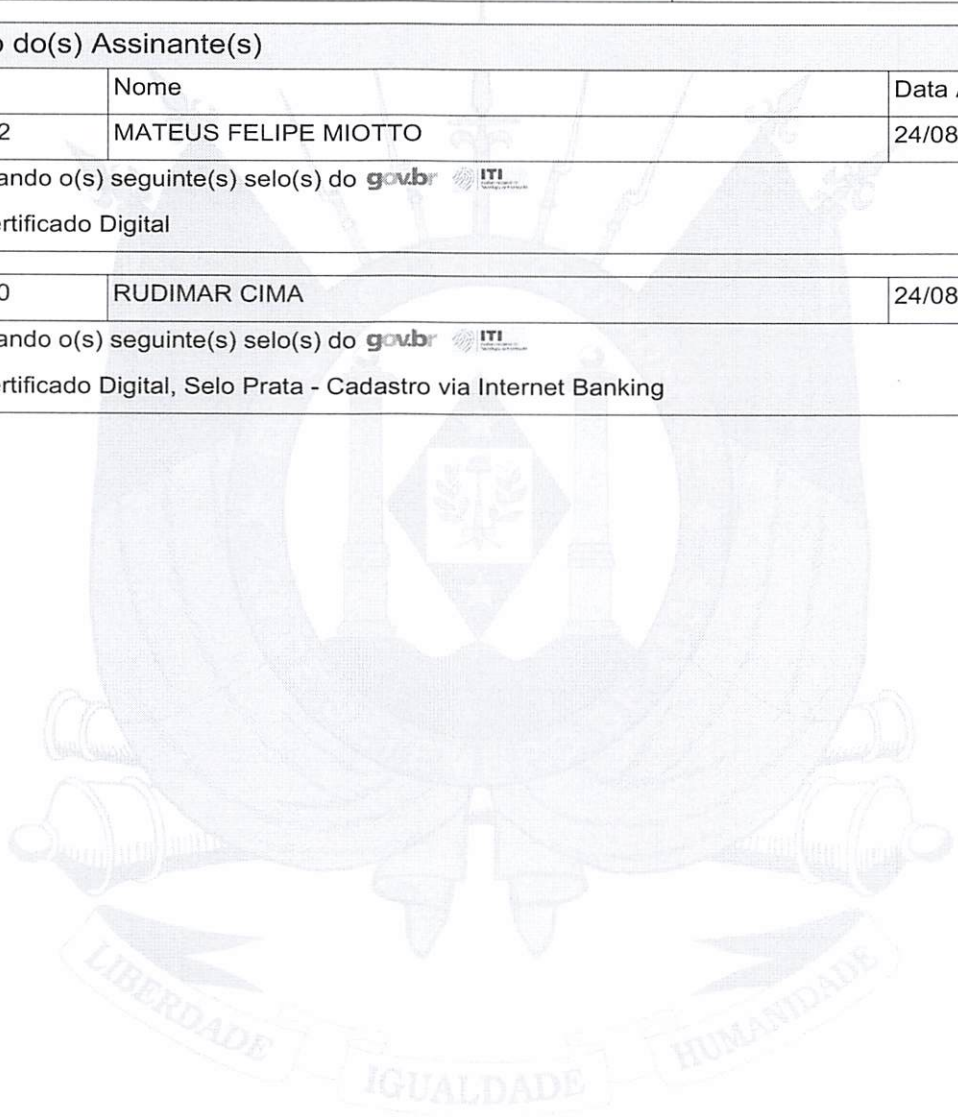 o do(s) Assinante(s)
Nome Data
2 MATEUS FELIPE MIOTTO 24/08
ando o(s) seguinte(s) selo(s) do gov.br ITI
ertificado Digital
0 RUDIMAR CIMA 24/08
ando o(s) seguinte(s) selo(s) do gov.br ITI
ertificado Digital, Selo Prata - Cadastro via Internet Banking
LIBERDADE IGUALDADE HUMANIDADE